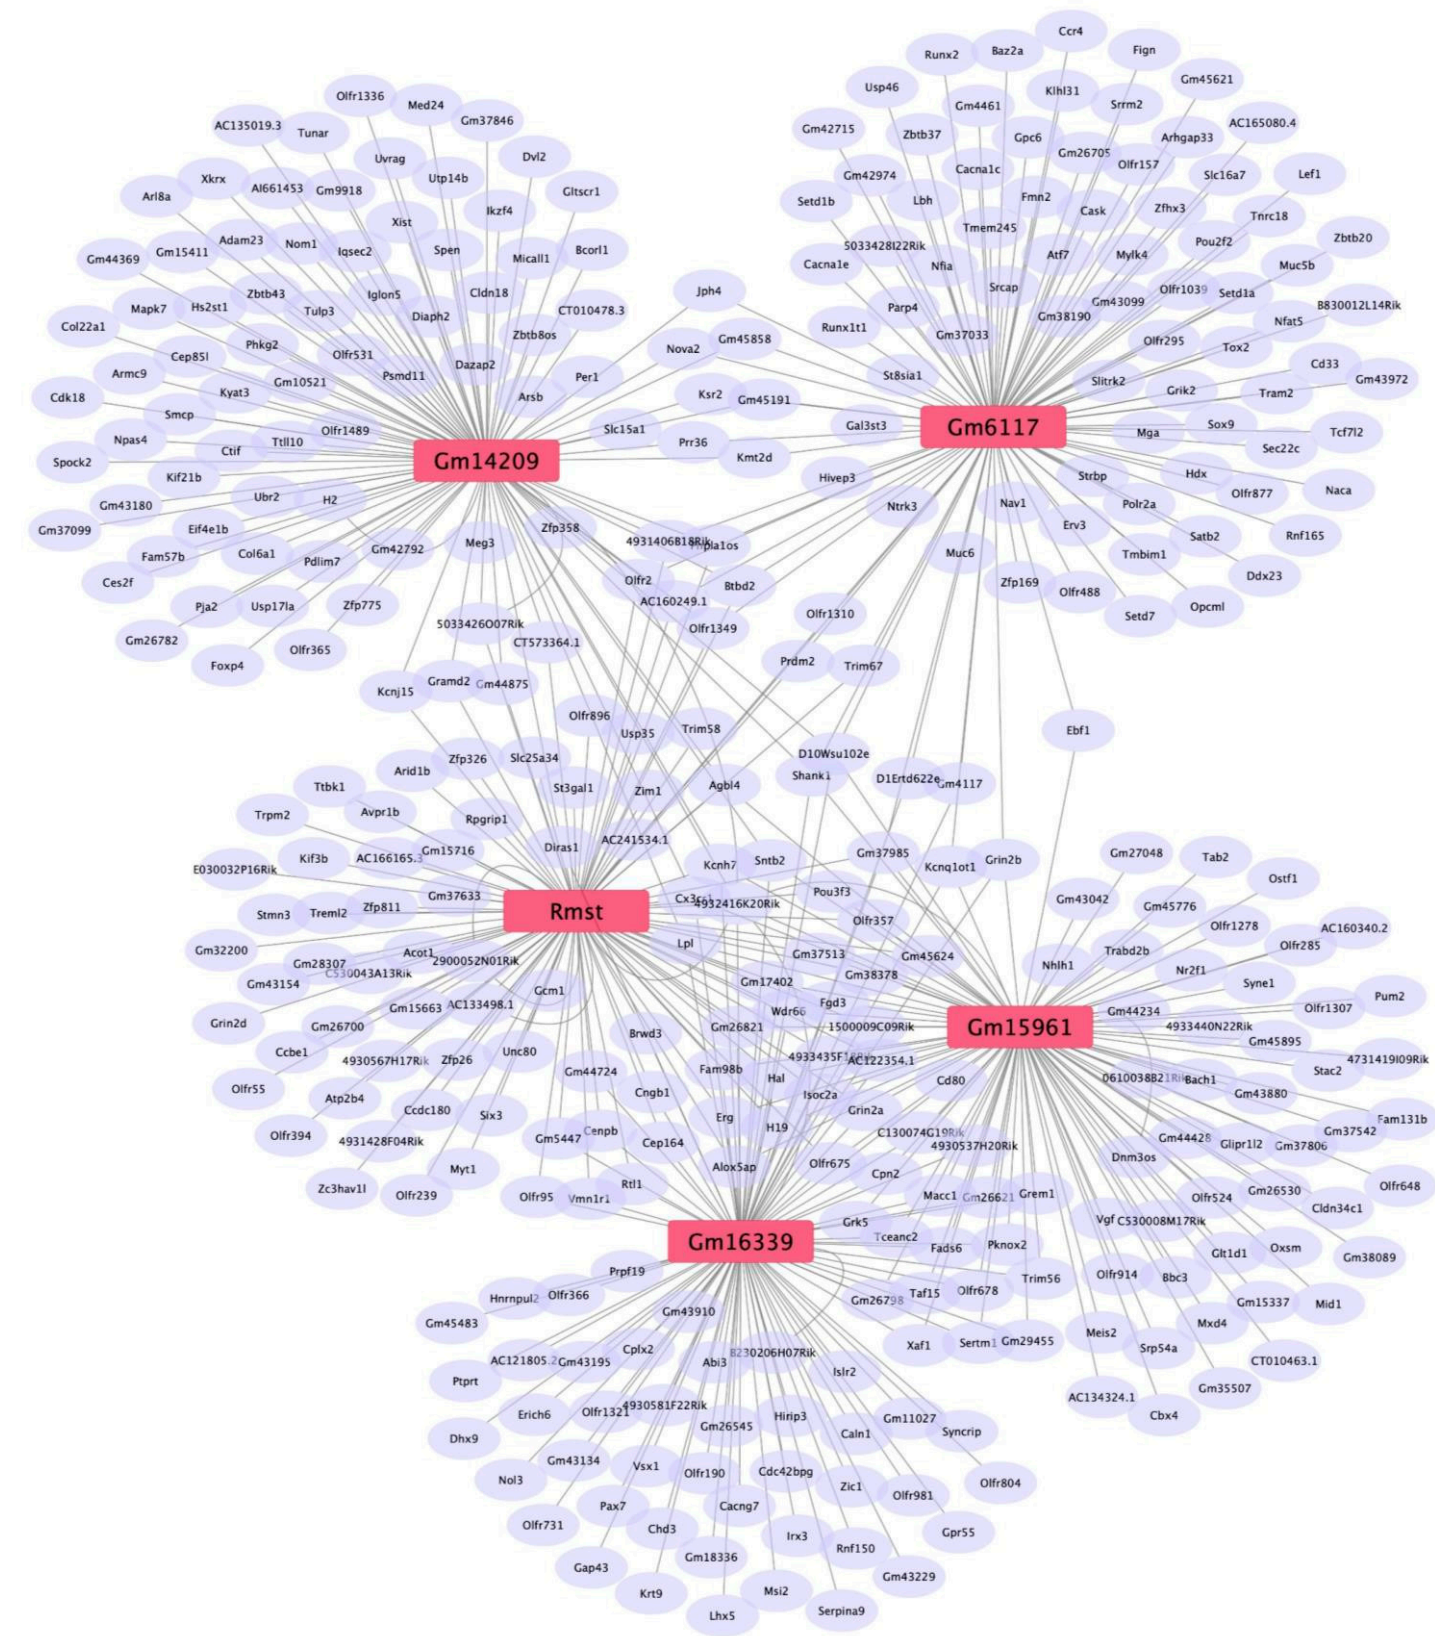 Ccr4
Runx2
Baz2a
Fign
Usp46
Gm45621
Klhl31
Olfr1336
Med24
Gm4461
Srrm2
Gm37846
AC135019.3
Tunar
Gm42715
Zbtb37
Gpc6
Arhgap33
AC165080.4
Gm26705
Uvrag
Dvl2
Cacna1c
Olfr157
Xkrx
Utp14b
Gm42974
Slc16a7
Lef1
AI661453
Gm9918
Gltscr1
Arl8a
Setd1b
Lbh
Fmn2
Ikzf4
Cask
Zfhx3
Tnrc18
Xist
Tmem245
Zbtb20
Adam23
Nom1
Pou2f2
5033428I22Rik
Gm15411
Iqsec2
Spen
Bcorl1
Atf7
Mylk4
Gm44369
Micall1
Cacna1e
Nfia
Muc5b
Srcap
Olfr1039
Jph4
Zbtb43
Iglon5
Cldn18
Setd1a
B830012L14Rik
Mapk7
Hs2st1
Tulp3
Diaph2
CT010478.3
Parp4
Gm38190
Gm43099
Nfat5
Col22a1
Runx1t1
Zbtb8os
Gm37033
Gm45858
Olfr295
Phkg2
Nova2
Tox2
Cep85l
Olfr531
Dazap2
Cd33
Armc9
Psmd11
Per1
St8sia1
Slitrk2
Gm43972
Gm10521
Kyat3
Grik2
Tram2
Cdk18
Arsb
Ksr2
Gm45191
Smcp
Gal3st3
Sox9
Olfr1489
Slc15a1
Gm6117
Mga
Tcf7l2
Npas4
Ttll10
Prr36
Sec22c
Ctif
Kmt2d
Spock2
Gm14209
Kif21b
Hivep3
Strbp
Hdx
Naca
Gm43180
Ubr2
H2
Olfr877
Nav1
Ntrk3
Polr2a
Gm37099
Eif4e1b
Zfp358
Erv3
Rnf165
Satb2
4931406B18Rik
Meg3
Fam57b
Col6a1
Gm42792
Muc6
Tmbim1
Pdlim7
Ddx23
Ces2f
Olfr2
Btbd2
Zfp169
Olfr488
Pja2
Usp17la
Zfp775
AC160249.1
Opcml
Olfr1310
Setd7
5033426O07Rik
Olfr1349
Gm26782
CT573364.1
Olfr365
Prdm2
Trim67
Foxp4
Gramd2
Gm44875
Kcnj15
Olfr896
Trim58
Ebf1
Usp35
D10Wsu102e
Zfp326
Slc25a34
Arid1b
D1Ertd622e
Shank1
Gm4117
Ttbk1
St3gal1
Zim1
Agbl4
Avpr1b
Trpm2
Rpgrip1
AC241534.1
Diras1
Gm15716
Kif3b
AC166165.3
Gm37985
Gm27048
Sntb2
Grin2b
Tab2
E030032P16Rik
Kcnh7
Kcnq1ot1
Ostf1
Gm37633
Pou3f3
Gm43042
Cx3cr1
4932416K20Rik
Zfp811
Gm45776
Treml2
Stmn3
Rmst
Olfr357
Olfr1278
AC160340.2
Lpl
Trabd2b
Olfr285
Gm32200
Acot1
Gm37513
Gm45624
Gm28307
2900052N01Rik
Nhlh1
Nr2f1
C530043A13Rik
Gm38378
Gm43154
Gm17402
Syne1
Gcm1
Pum2
Fgd3
Gm15663
AC133498.1
Olfr1307
Grin2d
Wdr66
Gm44234
Gm26700
Gm26821
1500009C09Rik
Gm15961
4933440N22Rik
Brwd3
Gm45895
Ccbe1
Unc80
AC122354.1
4731419I09Rik
4930567H17Rik
Zfp26
Fam98b
Stac2
Gm44724
Hal
Cd80
0610038B21Rik
Bach1
Olfr55
Cngb1
Isoc2a
Gm43880
Atp2b4
Ccdc180
Grin2a
Fam131b
Six3
Erg
H19
Gm37542
Cenpb
C130074G19Rik
Olfr394
Gm5447
Gm44428
Glipr1l2
Gm37806
4931428F04Rik
Cep164
4930537H20Rik
Dnm3os
Alox5ap
Olfr675
Myt1
Cpn2
Olfr648
Zc3hav1l
Rtl1
Gm26530
Olfr239
Macc1
Gm26621
Grem1
Olfr524
Olfr95
Vmn1r1
Cldn34c1
Vgf
C530008M17Rik
Grk5
Gm16339
Tceanc2
Pknox2
Fads6
Glt1d1
Oxsm
Gm38089
Prpf19
Olfr914
Bbc3
Trim56
Hnrnpul2
Olfr366
Taf15
Olfr678
Gm26798
Gm15337
Mid1
Gm43910
Gm45483
Meis2
Mxd4
Xaf1
Sertm1
Gm29455
Cplx2
Srp54a
B230206H07Rik
AC121805.2
Gm43195
Abi3
CT010463.1
Islr2
Ptprt
Gm35507
AC134324.1
4930581F22Rik
Olfr1321
Erich6
Cbx4
Hirip3
Gm11027
Gm26545
Syncrip
Caln1
Dhx9
Gm43134
Vsx1
Cdc42bpg
Olfr190
Nol3
Olfr804
Zic1
Olfr981
Pax7
Cacng7
Olfr731
Chd3
Gpr55
Irx3
Rnf150
Gm18336
Gap43
Gm43229
Krt9
Msi2
Serpina9
Lhx5